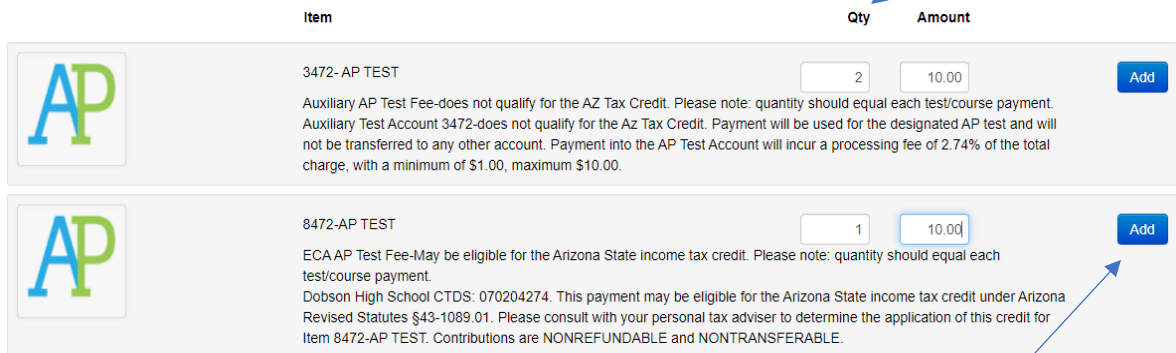 Item Qty Amount
AP
3472- AP TEST 2 10.00 Add
Auxiliary AP Test Fee-does not qualify for the AZ Tax Credit. Please note: quantity should equal each test/course payment.
Auxiliary Test Account 3472-does not qualify for the Az Tax Credit. Payment will be used for the designated AP test and will
not be transferred to any other account. Payment into the AP Test Account will incur a processing fee of 2.74% of the total
charge, with a minimum of $1.00, maximum $10.00.
AP
8472-AP TEST 1 10.00 Add
ECA AP Test Fee-May be eligible for the Arizona State income tax credit. Please note: quantity should equal each
test/course payment.
Dobson High School CTDS: 070204274. This payment may be eligible for the Arizona State income tax credit under Arizona
Revised Statutes §43-1089.01. Please consult with your personal tax adviser to determine the application of this credit for
Item 8472-AP TEST. Contributions are NONREFUNDABLE and NONTRANSFERABLE.